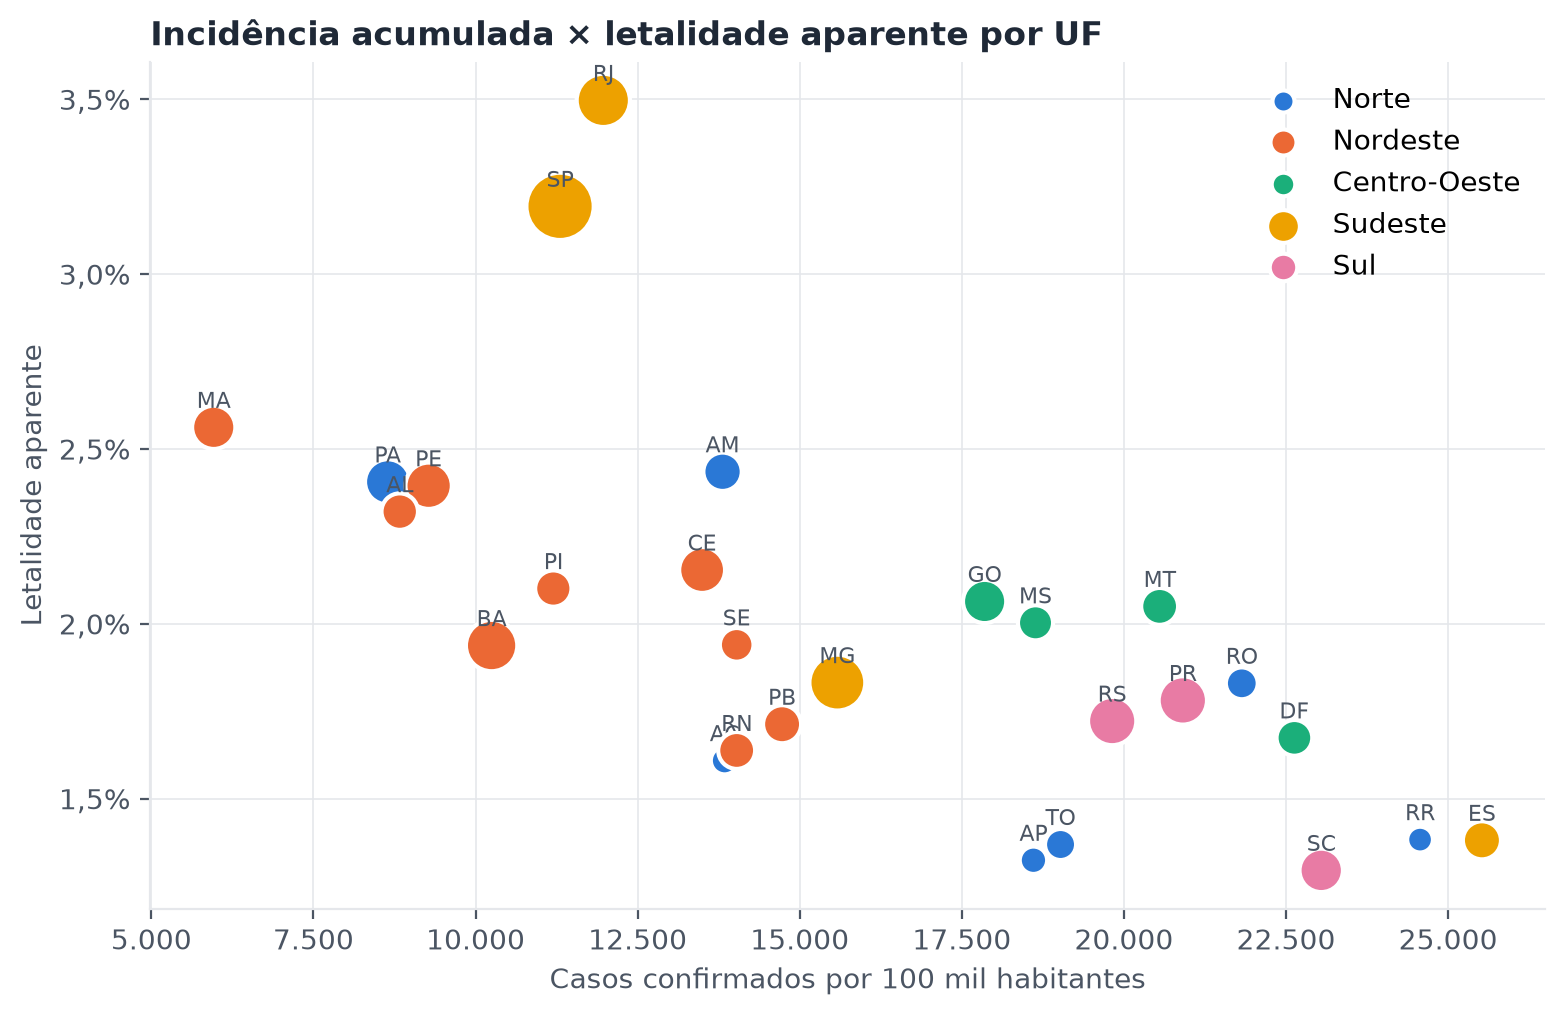 Incidência acumulada × letalidade aparente por UF
Letalidade aparente
3,5%
3,0%
2,5%
2,0%
1,5%
Norte
Nordeste
Centro-Oeste
Sudeste
Sul
RJ
SP
MA
PA
PE
AL
AM
PI
CE
BA
SE
GO
MS
MT
MG
RO
PR
RS
PB
RN
DF
AP
TO
RR
ES
SC
5.000
7.500
10.000
12.500
15.000
17.500
20.000
22.500
25.000
Casos confirmados por 100 mil habitantes